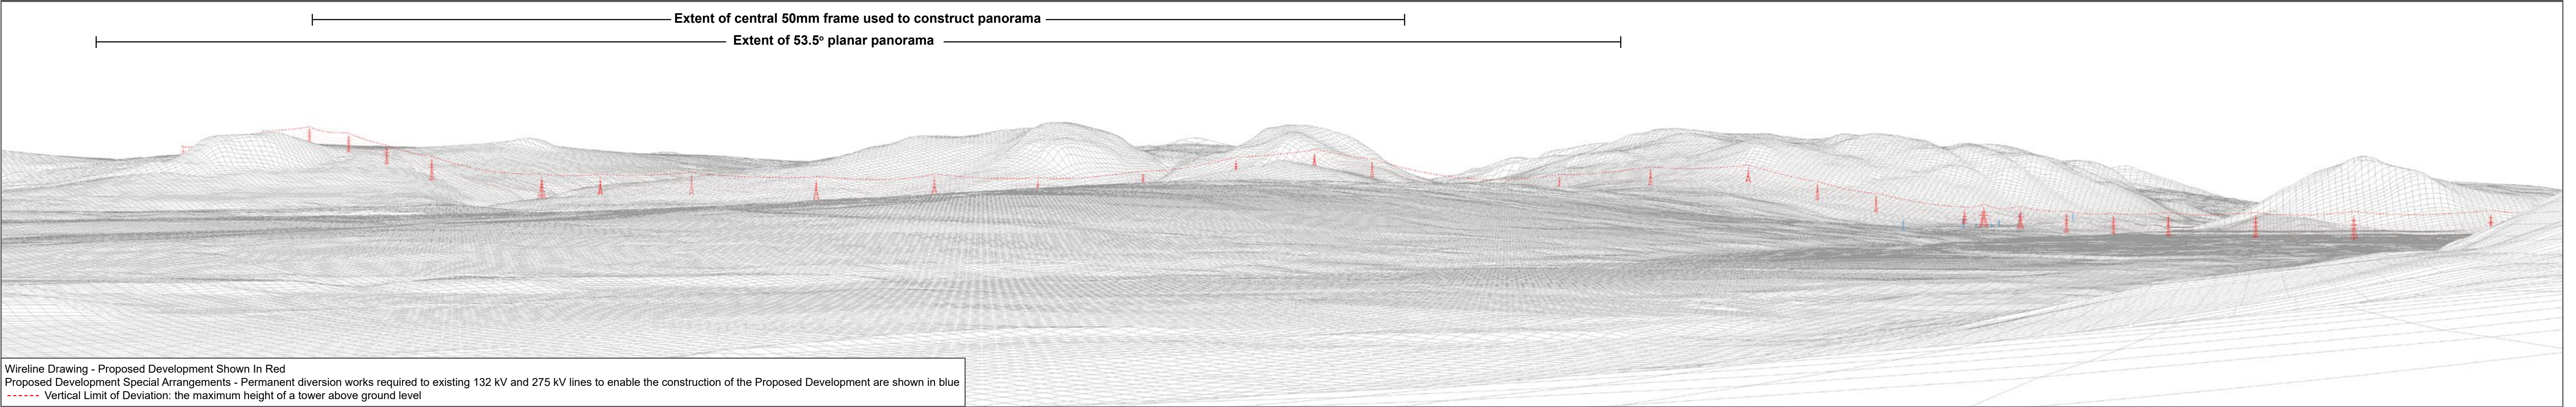 Extent of central 50mm frame used to construct panorama
Extent of 53.5º planar panorama
Wireline Drawing - Proposed Development Shown In Red
Proposed Development Special Arrangements - Permanent diversion works required to existing 132 kV and 275 kV lines to enable the construction of the Proposed Development are shown in blue
Vertical Limit of Deviation: the maximum height of a tower above ground level